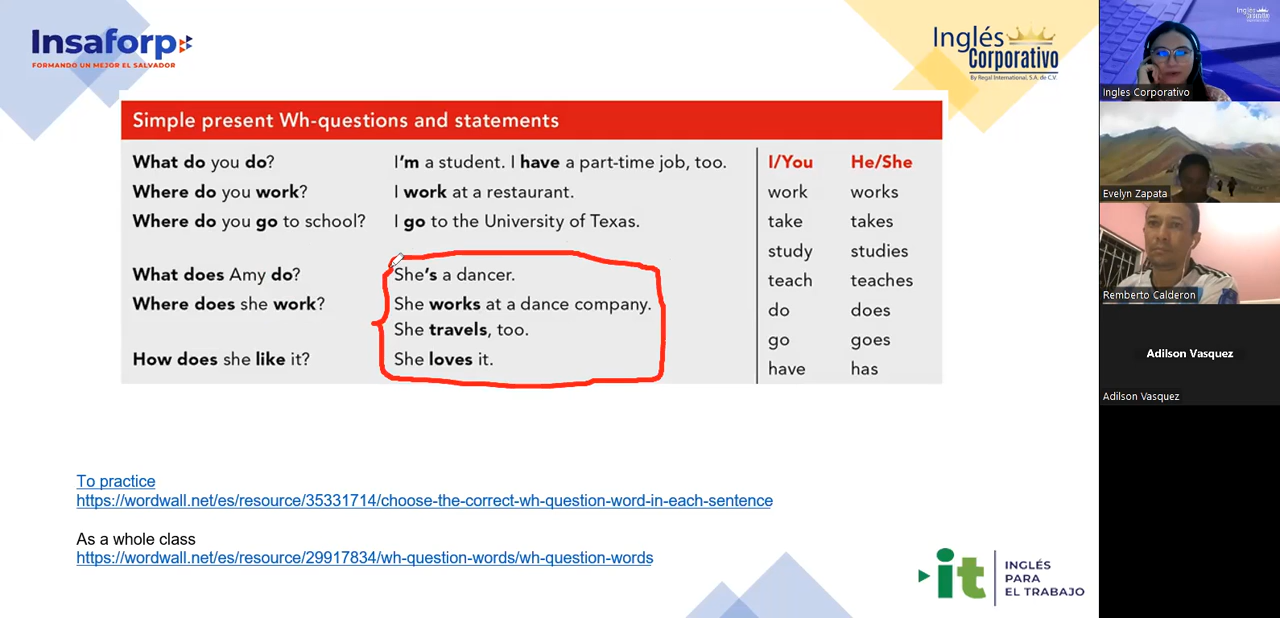 Insaforp
FORMANDO UN MEJOR EL SALVADOR
Inglés
Corporativo
By Regal International, S.A. de C.V.
Simple present Wh-questions and statements
What do you do? I'm a student. I have a part-time job, too. I/You He/She
Where do you work? I work at a restaurant. work works
Where do you go to school? I go to the University of Texas. take takes
study studies
What does Amy do? She's a dancer. teach teaches
Where does she work? She works at a dance company. do does
She travels, too. go goes
How does she like it? She loves it. have has
To practice
https://wordwall.net/es/resource/35331714/choose-the-correct-wh-question-word-in-each-sentence
As a whole class
https://wordwall.net/es/resource/29917834/wh-question-words/wh-question-words
it INGLÉS
PARA
EL TRABAJO
Inglés
Corporativo
Ingles Corporativo
Evelyn Zapata
Remberto Calderon
Adilson Vasquez
Adilson Vasquez